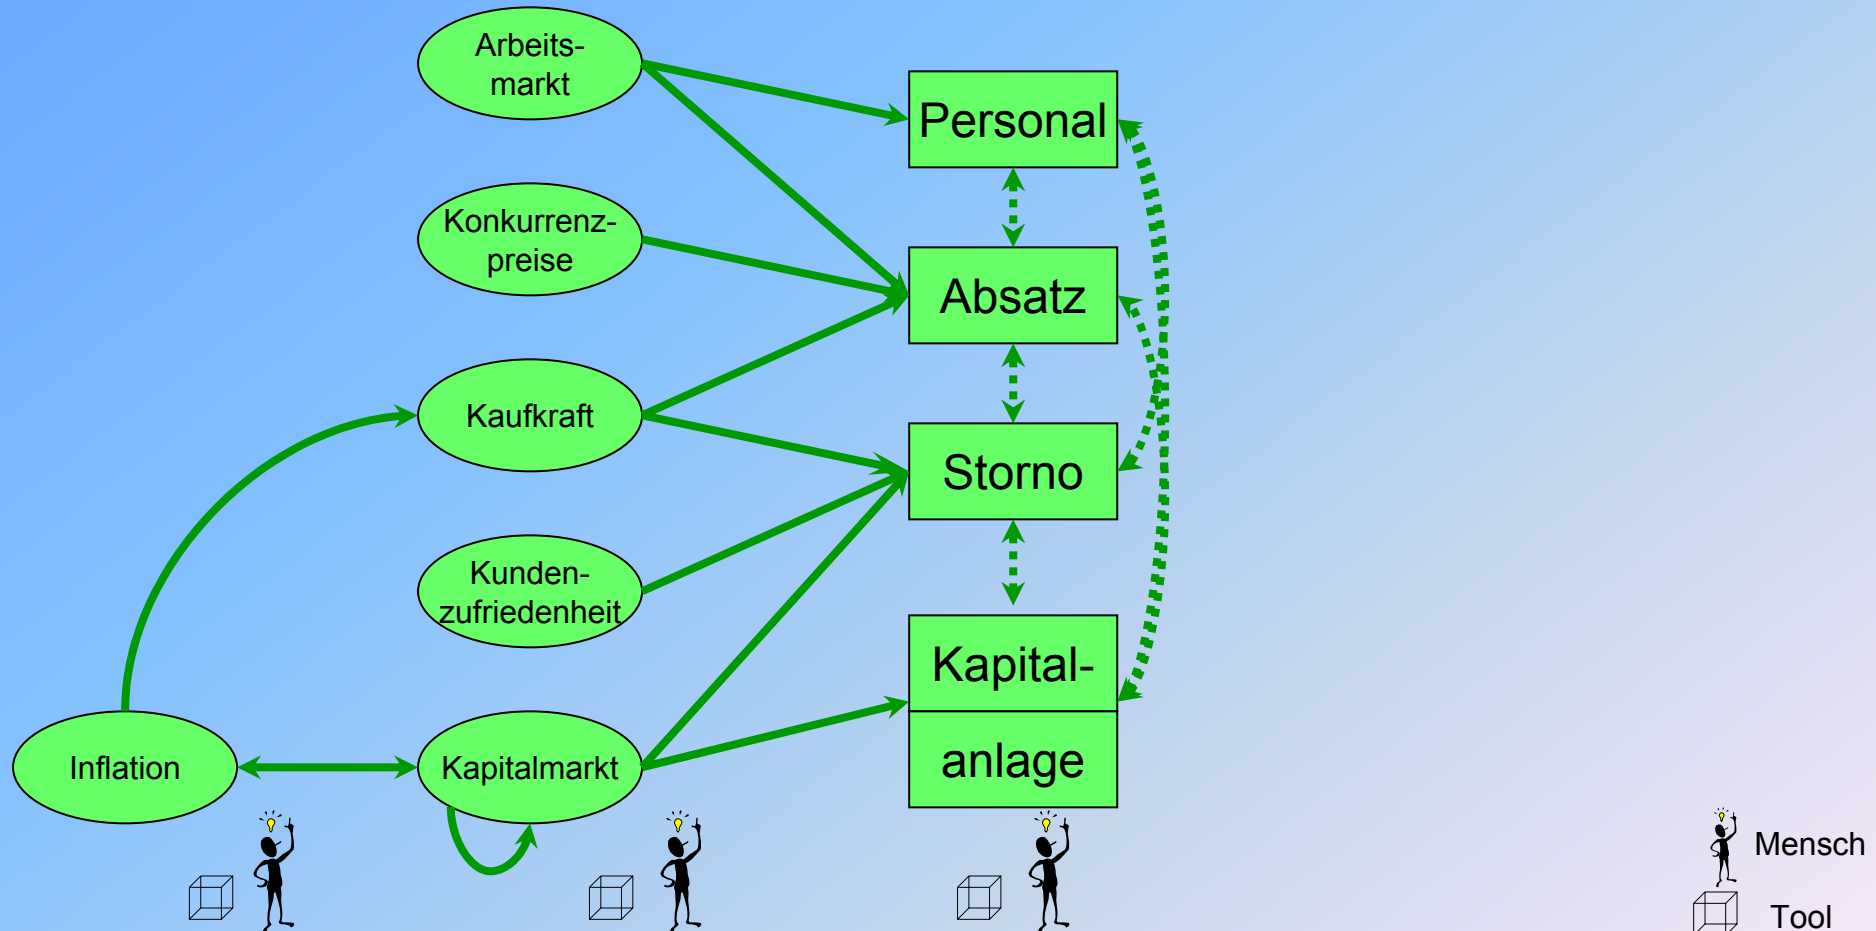 Arbeits-
markt
Personal
Konkurrenz-
preise
Absatz
Kaufkraft
Storno
Kunden-
zufriedenheit
Kapital-
anlage
Inflation
Kapitalmarkt
Mensch
Tool